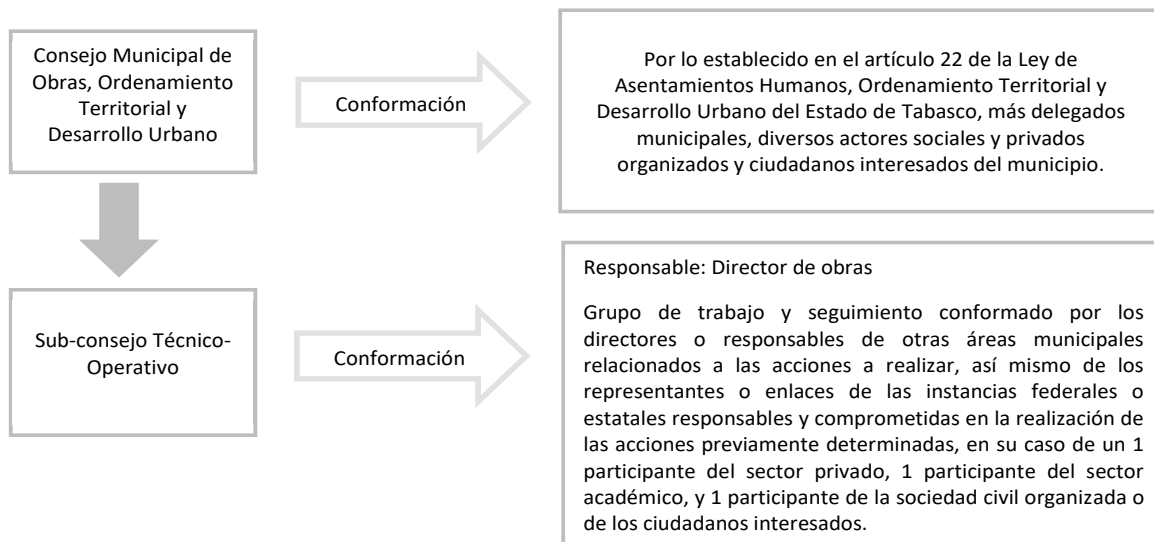 Consejo Municipal de
Obras, Ordenamiento
Territorial y
Desarrollo Urbano
Conformación
Por lo establecido en el artículo 22 de la Ley de
Asentamientos Humanos, Ordenamiento Territorial y
Desarrollo Urbano del Estado de Tabasco, más delegados
municipales, diversos actores sociales y privados
organizados y ciudadanos interesados del municipio.
Sub-consejo Técnico-
Operativo
Conformación
Responsable: Director de obras
Grupo de trabajo y seguimiento conformado por los
directores o responsables de otras áreas municipales
relacionados a las acciones a realizar, así mismo de los
representantes o enlaces de las instancias federales o
estatales responsables y comprometidas en la realización de
las acciones previamente determinadas, en su caso de un 1
participante del sector privado, 1 participante del sector
académico, y 1 participante de la sociedad civil organizada o
de los ciudadanos interesados.